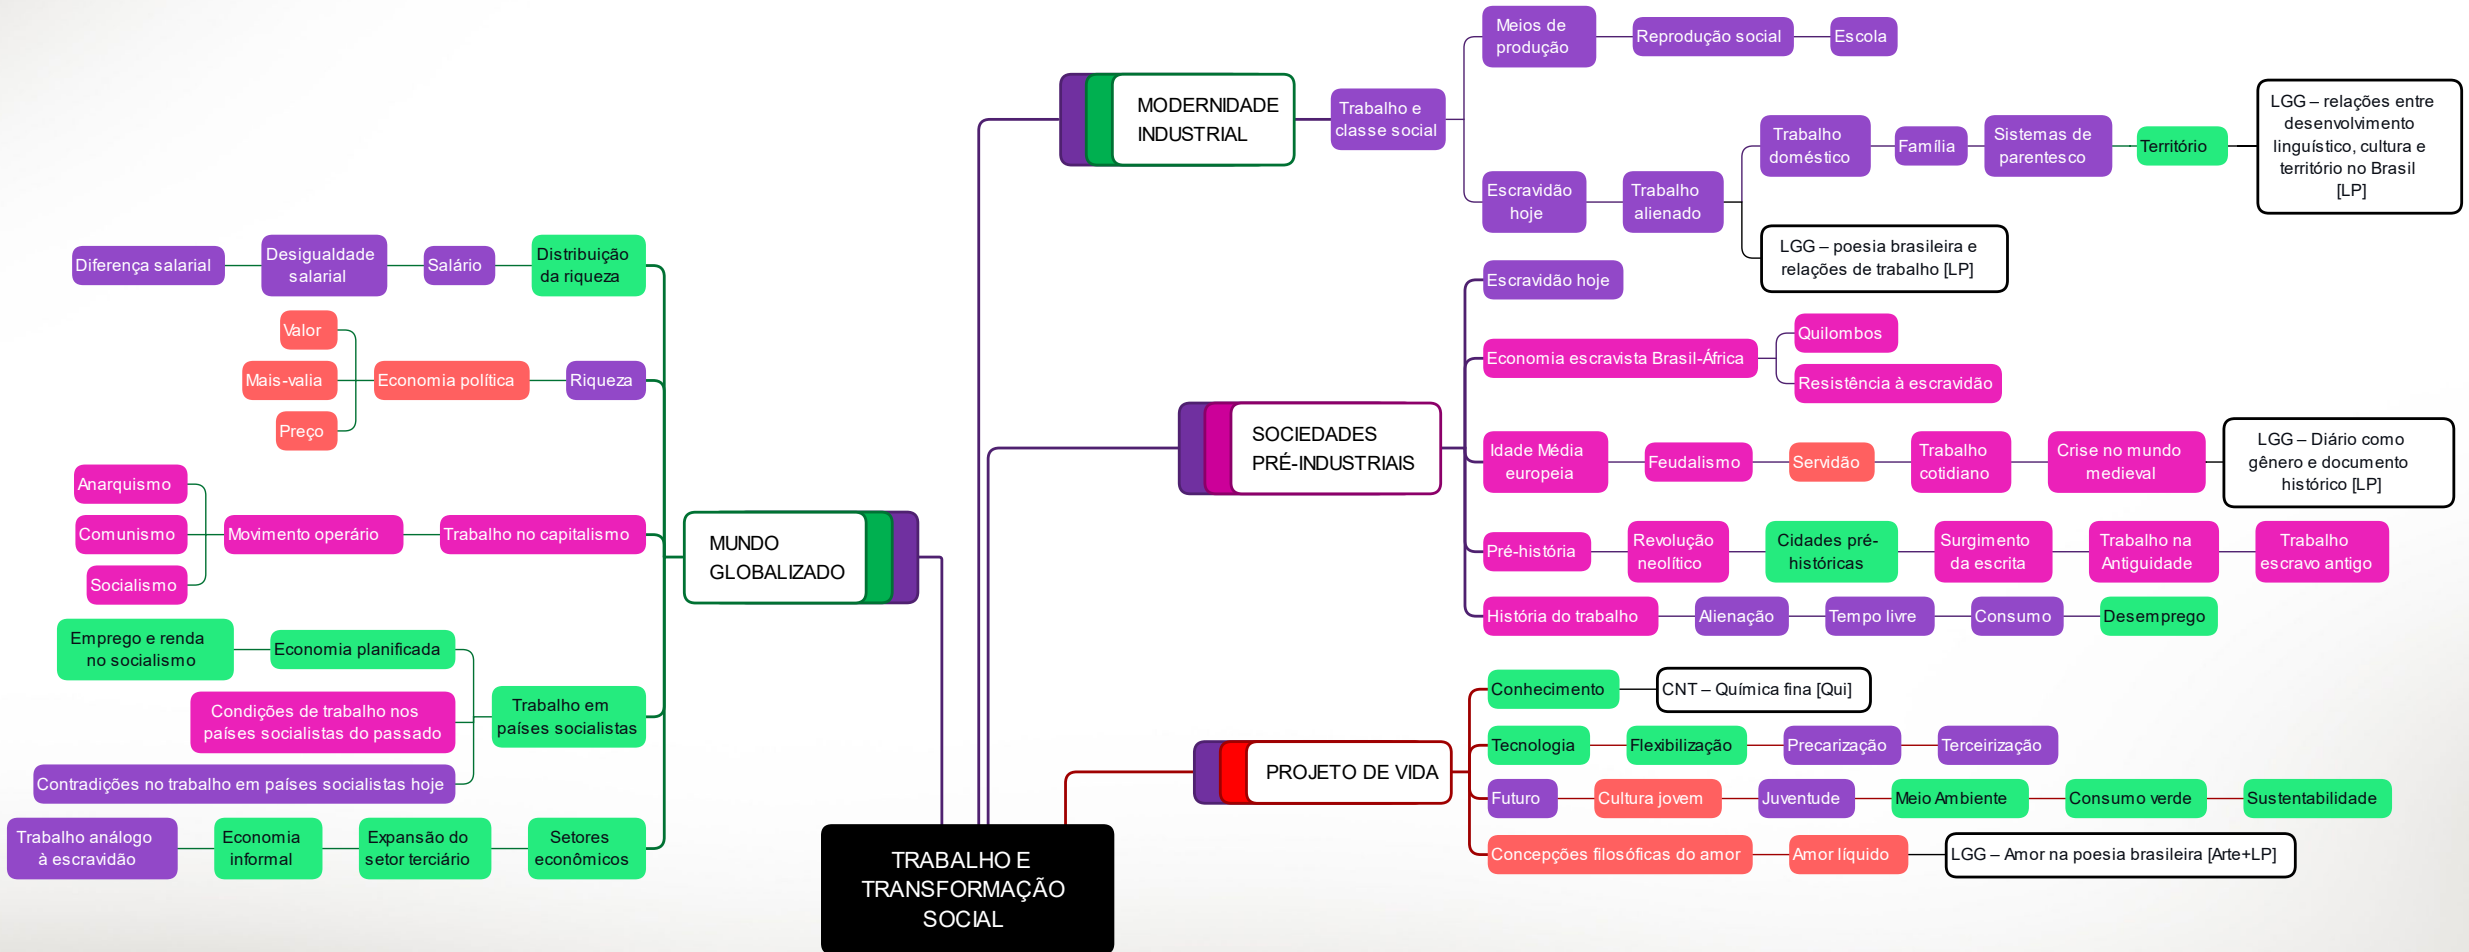 Meios de
produção
Reprodução social
Escola
MODERNIDADE
INDUSTRIAL
Trabalho e
classe social
Escravidão
hoje
Trabalho
alienado
Trabalho
doméstico
Família
Sistemas de
parentesco
Território
LGG – relações entre
desenvolvimento
linguístico, cultura e
território no Brasil
[LP]
LGG – poesia brasileira e
relações de trabalho [LP]
SOCIEDADES
PRÉ-INDUSTRIAIS
Escravidão hoje
Economia escravista Brasil-África
Quilombos
Resistência à escravidão
Idade Média
europeia
Feudalismo
Servidão
Trabalho
cotidiano
Crise no mundo
medieval
LGG – Diário como
gênero e documento
histórico [LP]
Pré-história
Revolução
neolítico
Cidades pré-
históricas
Surgimento
da escrita
Trabalho na
Antiguidade
Trabalho
escravo antigo
História do trabalho
Alienação
Tempo livre
Consumo
Desemprego
PROJETO DE VIDA
Conhecimento
CNT – Química fina [Qui]
Tecnologia
Flexibilização
Precarização
Terceirização
Futuro
Cultura jovem
Juventude
Meio Ambiente
Consumo verde
Sustentabilidade
Concepções filosóficas do amor
Amor líquido
LGG – Amor na poesia brasileira [Arte+LP]
MUNDO
GLOBALIZADO
Distribuição
da riqueza
Salário
Desigualdade
salarial
Diferença salarial
Riqueza
Economia política
Valor
Mais-valia
Preço
Trabalho no capitalismo
Movimento operário
Anarquismo
Comunismo
Socialismo
Trabalho em
países socialistas
Economia planificada
Emprego e renda
no socialismo
Condições de trabalho nos
países socialistas do passado
Contradições no trabalho em países socialistas hoje
Setores
econômicos
Expansão do
setor terciário
Economia
informal
Trabalho análogo
à escravidão
TRABALHO E
TRANSFORMAÇÃO
SOCIAL